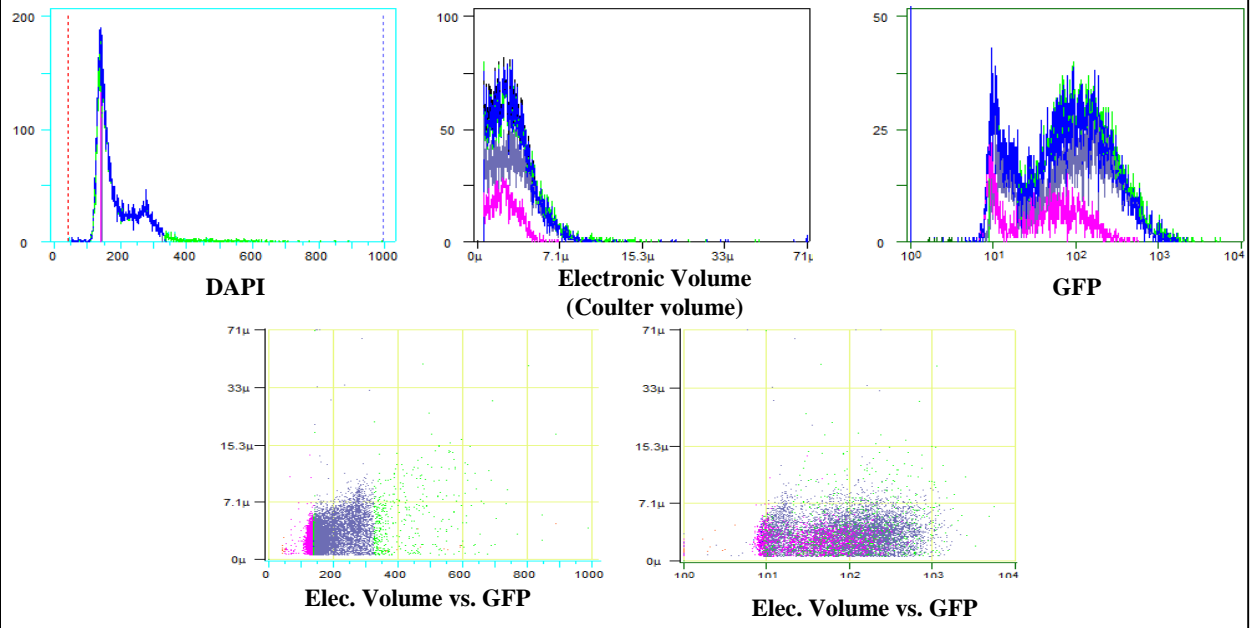 200
100
0
0 200 400 600 800 1000
DAPI
100
50
0
0μ 7.1μ 15.3μ 33μ 71μ
Electronic Volume
(Coulter volume)
50
25
0
10⁰ 10¹ 10² 10³ 10⁴
GFP
71μ
33μ
15.3μ
7.1μ
0μ
0 200 400 600 800 1000
Elec. Volume vs. GFP
71μ
33μ
15.3μ
7.1μ
0μ
10⁰ 10¹ 10² 10³ 10⁴
Elec. Volume vs. GFP